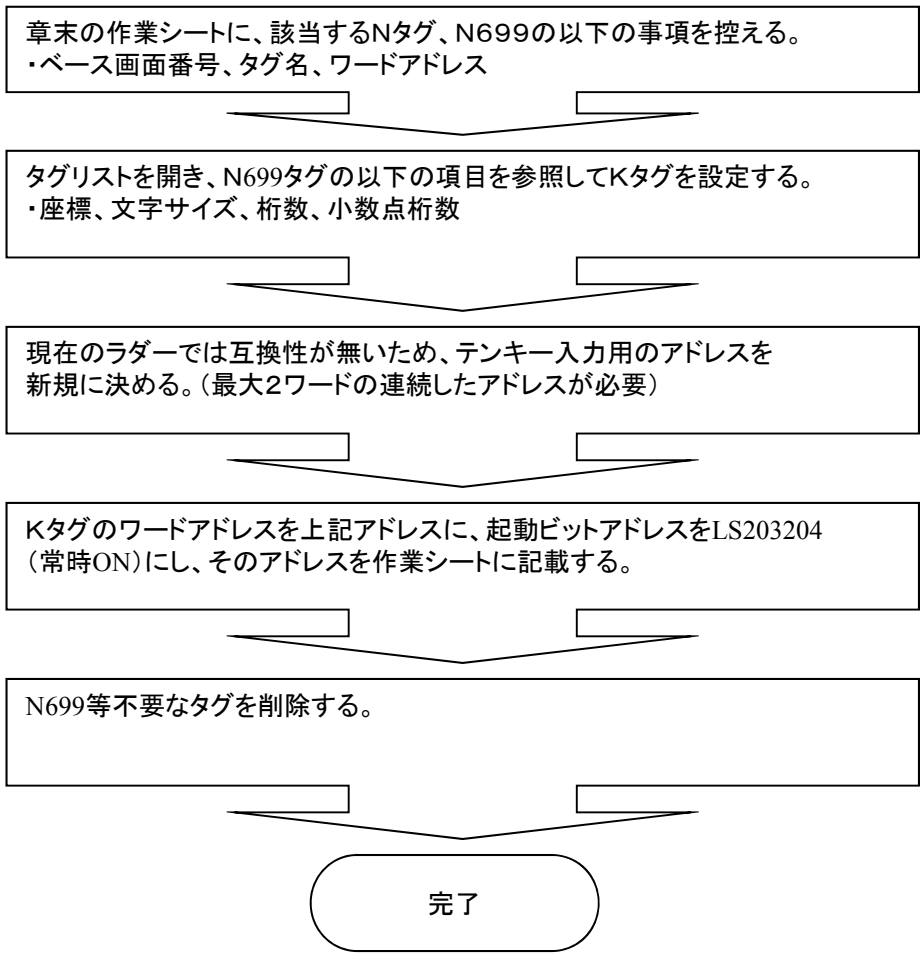 章末の作業シートに、該当するNタグ、N699の以下の事項を控える。
・ベース画面番号、タグ名、ワードアドレス
タグリストを開き、N699タグの以下の項目を参照してKタグを設定する。
・座標、文字サイズ、桁数、小数点桁数
現在のラダーでは互換性が無いため、テンキー入力用のアドレスを
新規に決める。(最大2ワードの連続したアドレスが必要)
Kタグのワードアドレスを上記アドレスに、起動ビットアドレスをLS203204
(常時ON)にし、そのアドレスを作業シートに記載する。
N699等不要なタグを削除する。
完了